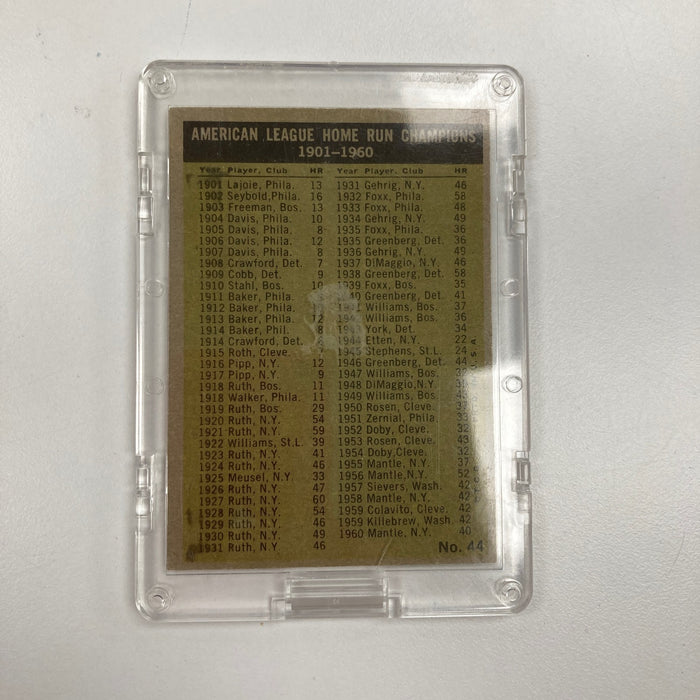 AMERICAN LEAGUE HOME RUN CHAMPIONS
1901–1960
Year Player, Club HR Year Player, Club HR
1901 Lajoie, Phila. 13 1931 Gehrig, N.Y. 46
1902 Seybold, Phila. 16 1932 Foxx, Phila. 58
1903 Freeman, Bos. 13 1933 Foxx, Phila. 48
1904 Davis, Phila. 10 1934 Gehrig, N.Y. 49
1905 Davis, Phila. 8 1935 Foxx, Phila. 36
1906 Davis, Phila. 12 1935 Greenberg, Det. 36
1907 Davis, Phila. 8 1936 Gehrig, N.Y. 49
1908 Crawford, Det. 7 1937 DiMaggio, N.Y. 46
1909 Cobb, Det. 9 1938 Greenberg, Det. 58
1910 Stahl, Bos. 10 1939 Foxx, Bos. 35
1911 Baker, Phila. Greenberg, Det. 41
1912 Baker, Phila. Williams, Bos. 37
1913 Baker, Phila. 12 Williams, Bos. 36
1914 Baker, Phil. 8 York, Det. 34
1914 Crawford, Det. Etten, N.Y. 22
1915 Roth, Cleve. 7 1945 Stephens, St.L. 24
1916 Pipp, N.Y. 12 1946 Greenberg, Det. 44
1917 Pipp, N.Y. 9 1947 Williams, Bos.
1918 Ruth, Bos. 11 1948 DiMaggio, N.Y.
1918 Walker, Phila. 11 1949 Williams, Bos.
1919 Ruth, Bos. 29 1950 Rosen, Cleve. 37
1920 Ruth, N.Y. 54 1951 Zernial, Phila. 33
1921 Ruth, N.Y. 59 1952 Doby, Cleve. 32
1922 Williams, St.L. 39 1953 Rosen, Cleve. 43
1923 Ruth, N.Y. 41 1954 Doby, Cleve. 32
1924 Ruth, N.Y. 46 1955 Mantle, N.Y. 37
1925 Meusel, N.Y. 33 1956 Mantle, N.Y. 52
1926 Ruth, N.Y. 47 1957 Sievers, Wash. 42
1927 Ruth, N.Y. 60 1958 Mantle, N.Y. 42
1928 Ruth, N.Y. 54 1959 Colavito, Cleve. 42
1929 Ruth, N.Y. 46 1959 Killebrew, Wash 42
1930 Ruth, N.Y. 49 1960 Mantle, N.Y. 40
1931 Ruth, N.Y 46 No. 44